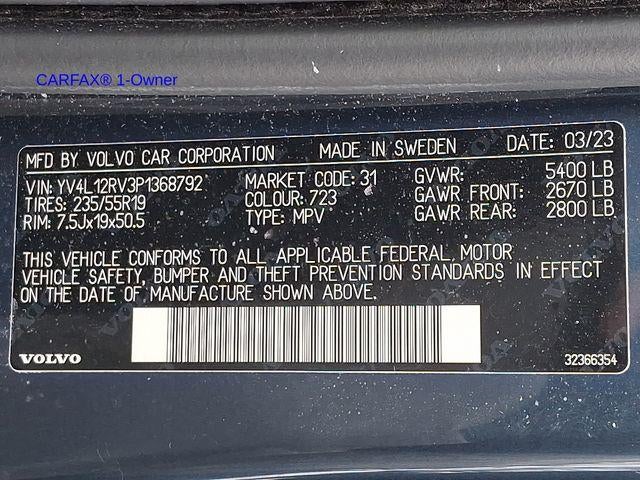 CARFAX® 1-Owner
MFD BY VOLVO CAR CORPORATION MADE IN SWEDEN DATE: 03/23
VIN: YV4L12RV3P1368792 MARKET CODE: 31 GVWR: 5400 LB
TIRES: 235/55R19 COLOUR: 723 GAWR FRONT: 2670 LB
RIM: 7.5Jx19x50.5 TYPE: MPV GAWR REAR: 2800 LB
THIS VEHICLE CONFORMS TO ALL APPLICABLE FEDERAL MOTOR
VEHICLE SAFETY, BUMPER AND THEFT PREVENTION STANDARDS IN EFFECT
ON THE DATE OF MANUFACTURE SHOWN ABOVE.
VOLVO 32366354